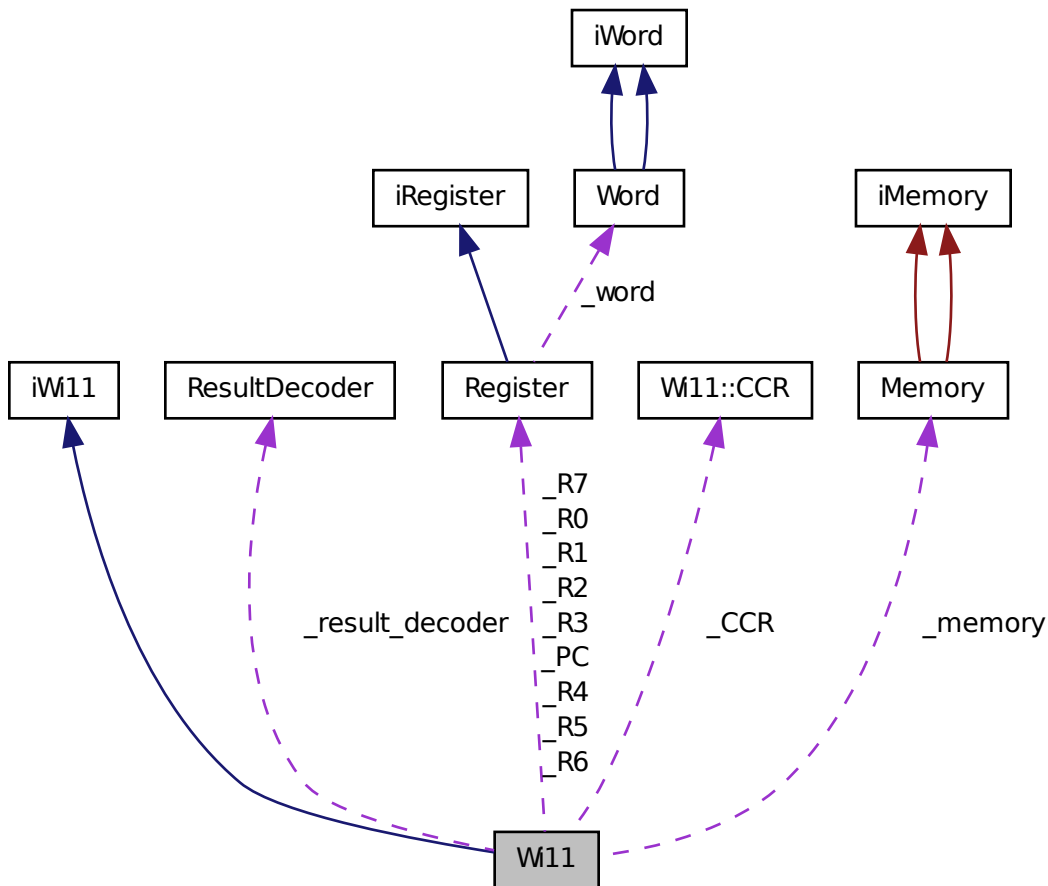 iWord
iRegister
Word
iMemory
_word
iWi11
ResultDecoder
Register
Wi11::CCR
Memory
_R7
_R0
_R1
_R2
_R3
_PC
_R4
_R5
_R6
_result_decoder
_CCR
_memory
Wi11